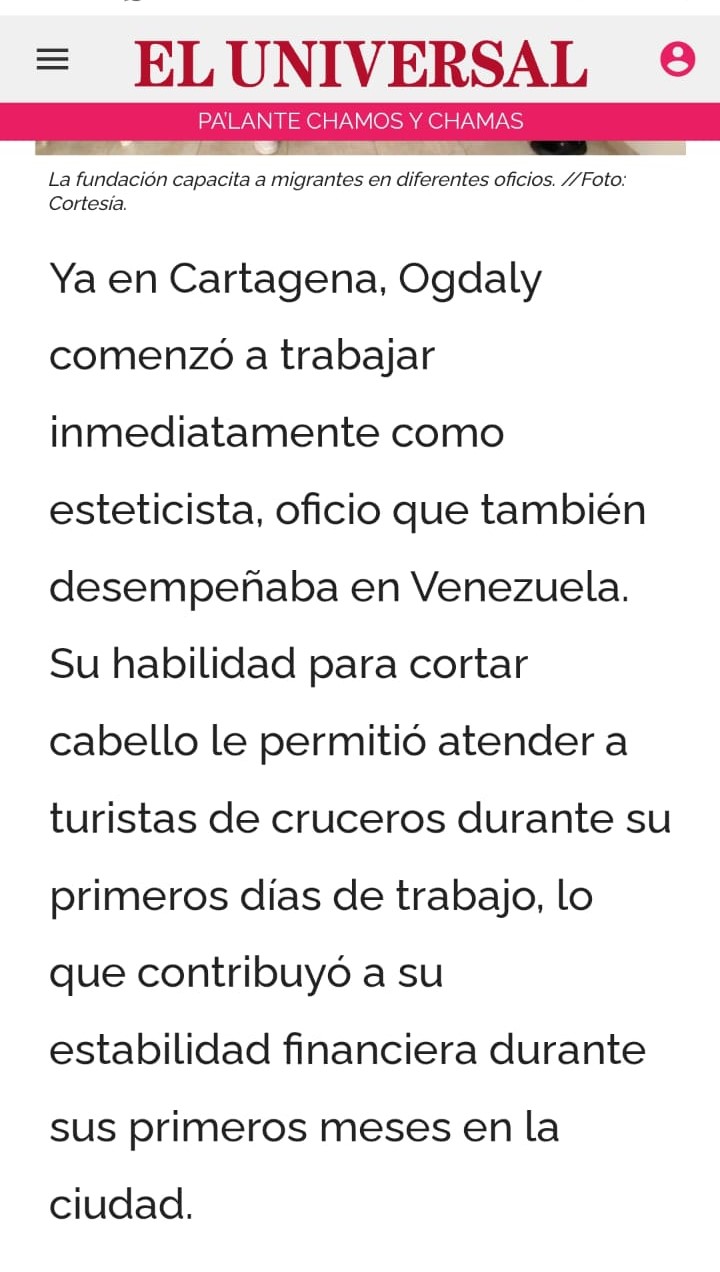 EL UNIVERSAL
PA'LANTE CHAMOS Y CHAMAS
La fundación capacita a migrantes en diferentes oficios. //Foto:
Cortesía.
Ya en Cartagena, Ogdaly
comenzó a trabajar
inmediatamente como
esteticista, oficio que también
desempeñaba en Venezuela.
Su habilidad para cortar
cabello le permitió atender a
turistas de cruceros durante su
primeros días de trabajo, lo
que contribuyó a su
estabilidad financiera durante
sus primeros meses en la
ciudad.